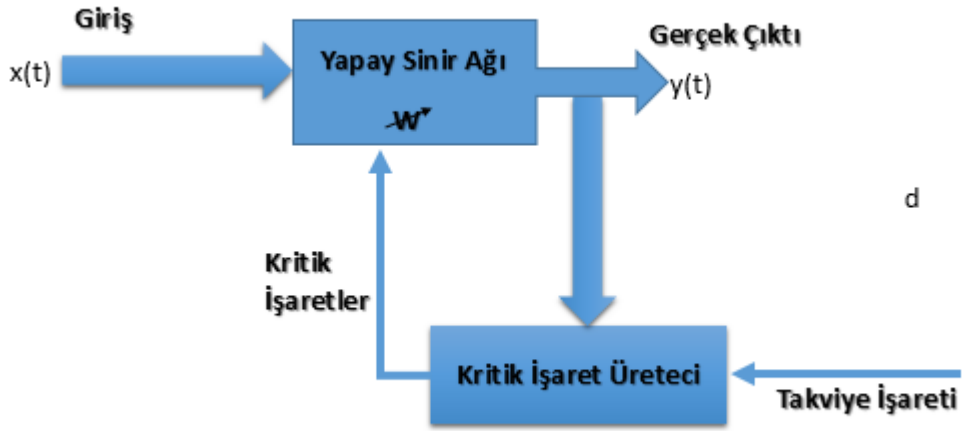 Giriş
x(t)
Yapay Sinir Ağı
W
Gerçek Çıktı
y(t)
d
Kritik
İşaretler
Kritik İşaret Üreteci
Takviye İşareti